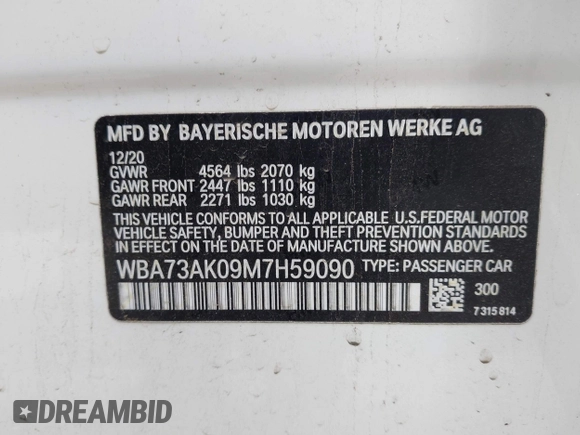 MFD BY BAYERISCHE MOTOREN WERKE AG
12/20
GVWR 4564 lbs 2070 kg
GAWR FRONT 2447 lbs 1110 kg
GAWR REAR 2271 lbs 1030 kg
THIS VEHICLE CONFORMS TO ALL APPLICABLE U.S.FEDERAL MOTOR
VEHICLE SAFETY, BUMPER AND THEFT PREVENTION STANDARDS
IN EFFECT ON THE DATE OF MANUFACTURE SHOWN ABOVE.
WBA73AK09M7H59090 TYPE: PASSENGER CAR
300
7315814
DREAMBID